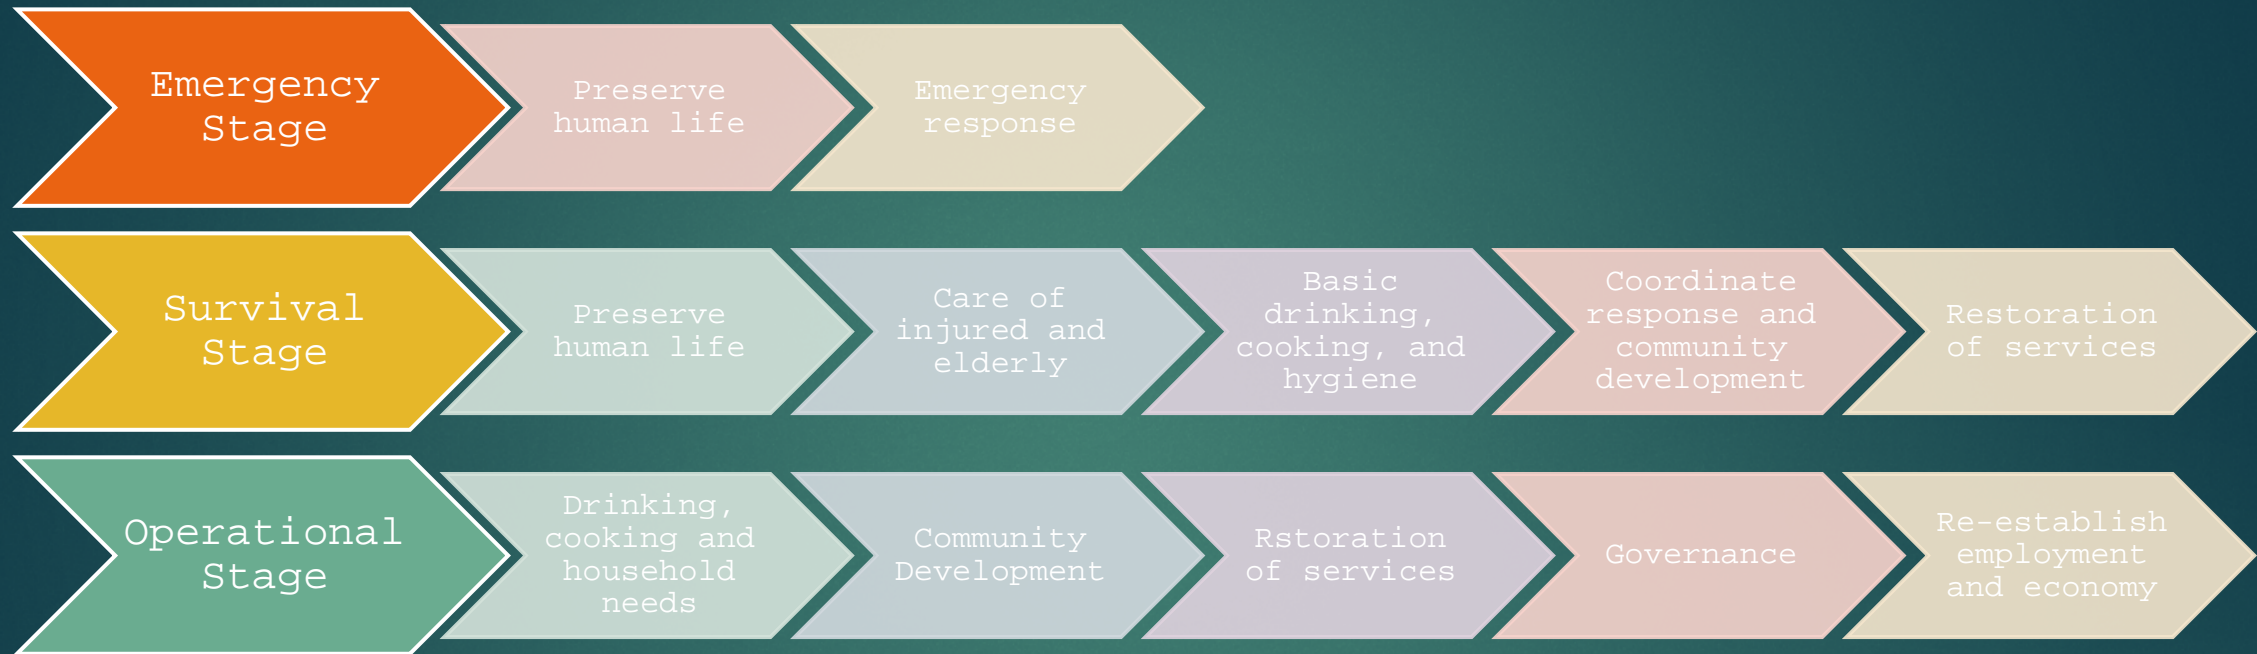 Emergency
Stage
Preserve
human life
Emergency
response
Survival
Stage
Preserve
human life
Care of
injured and
elderly
Basic
drinking,
cooking, and
hygiene
Coordinate
response and
community
development
Restoration
of services
Operational
Stage
Drinking,
cooking and
household
needs
Community
Development
Rstoration
of services
Governance
Re-establish
employment
and economy